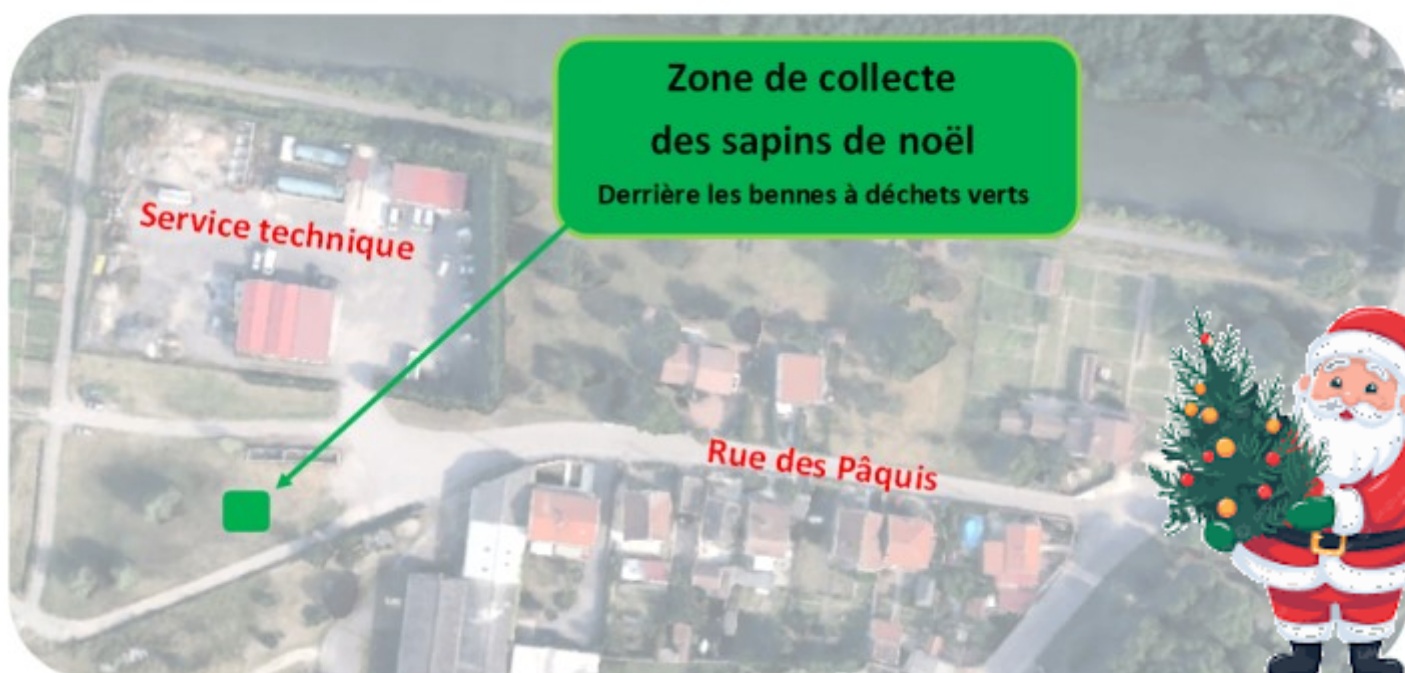 Zone de collecte
des sapins de noël
Derrière les bennes à déchets verts
Service technique
Rue des Pâquis